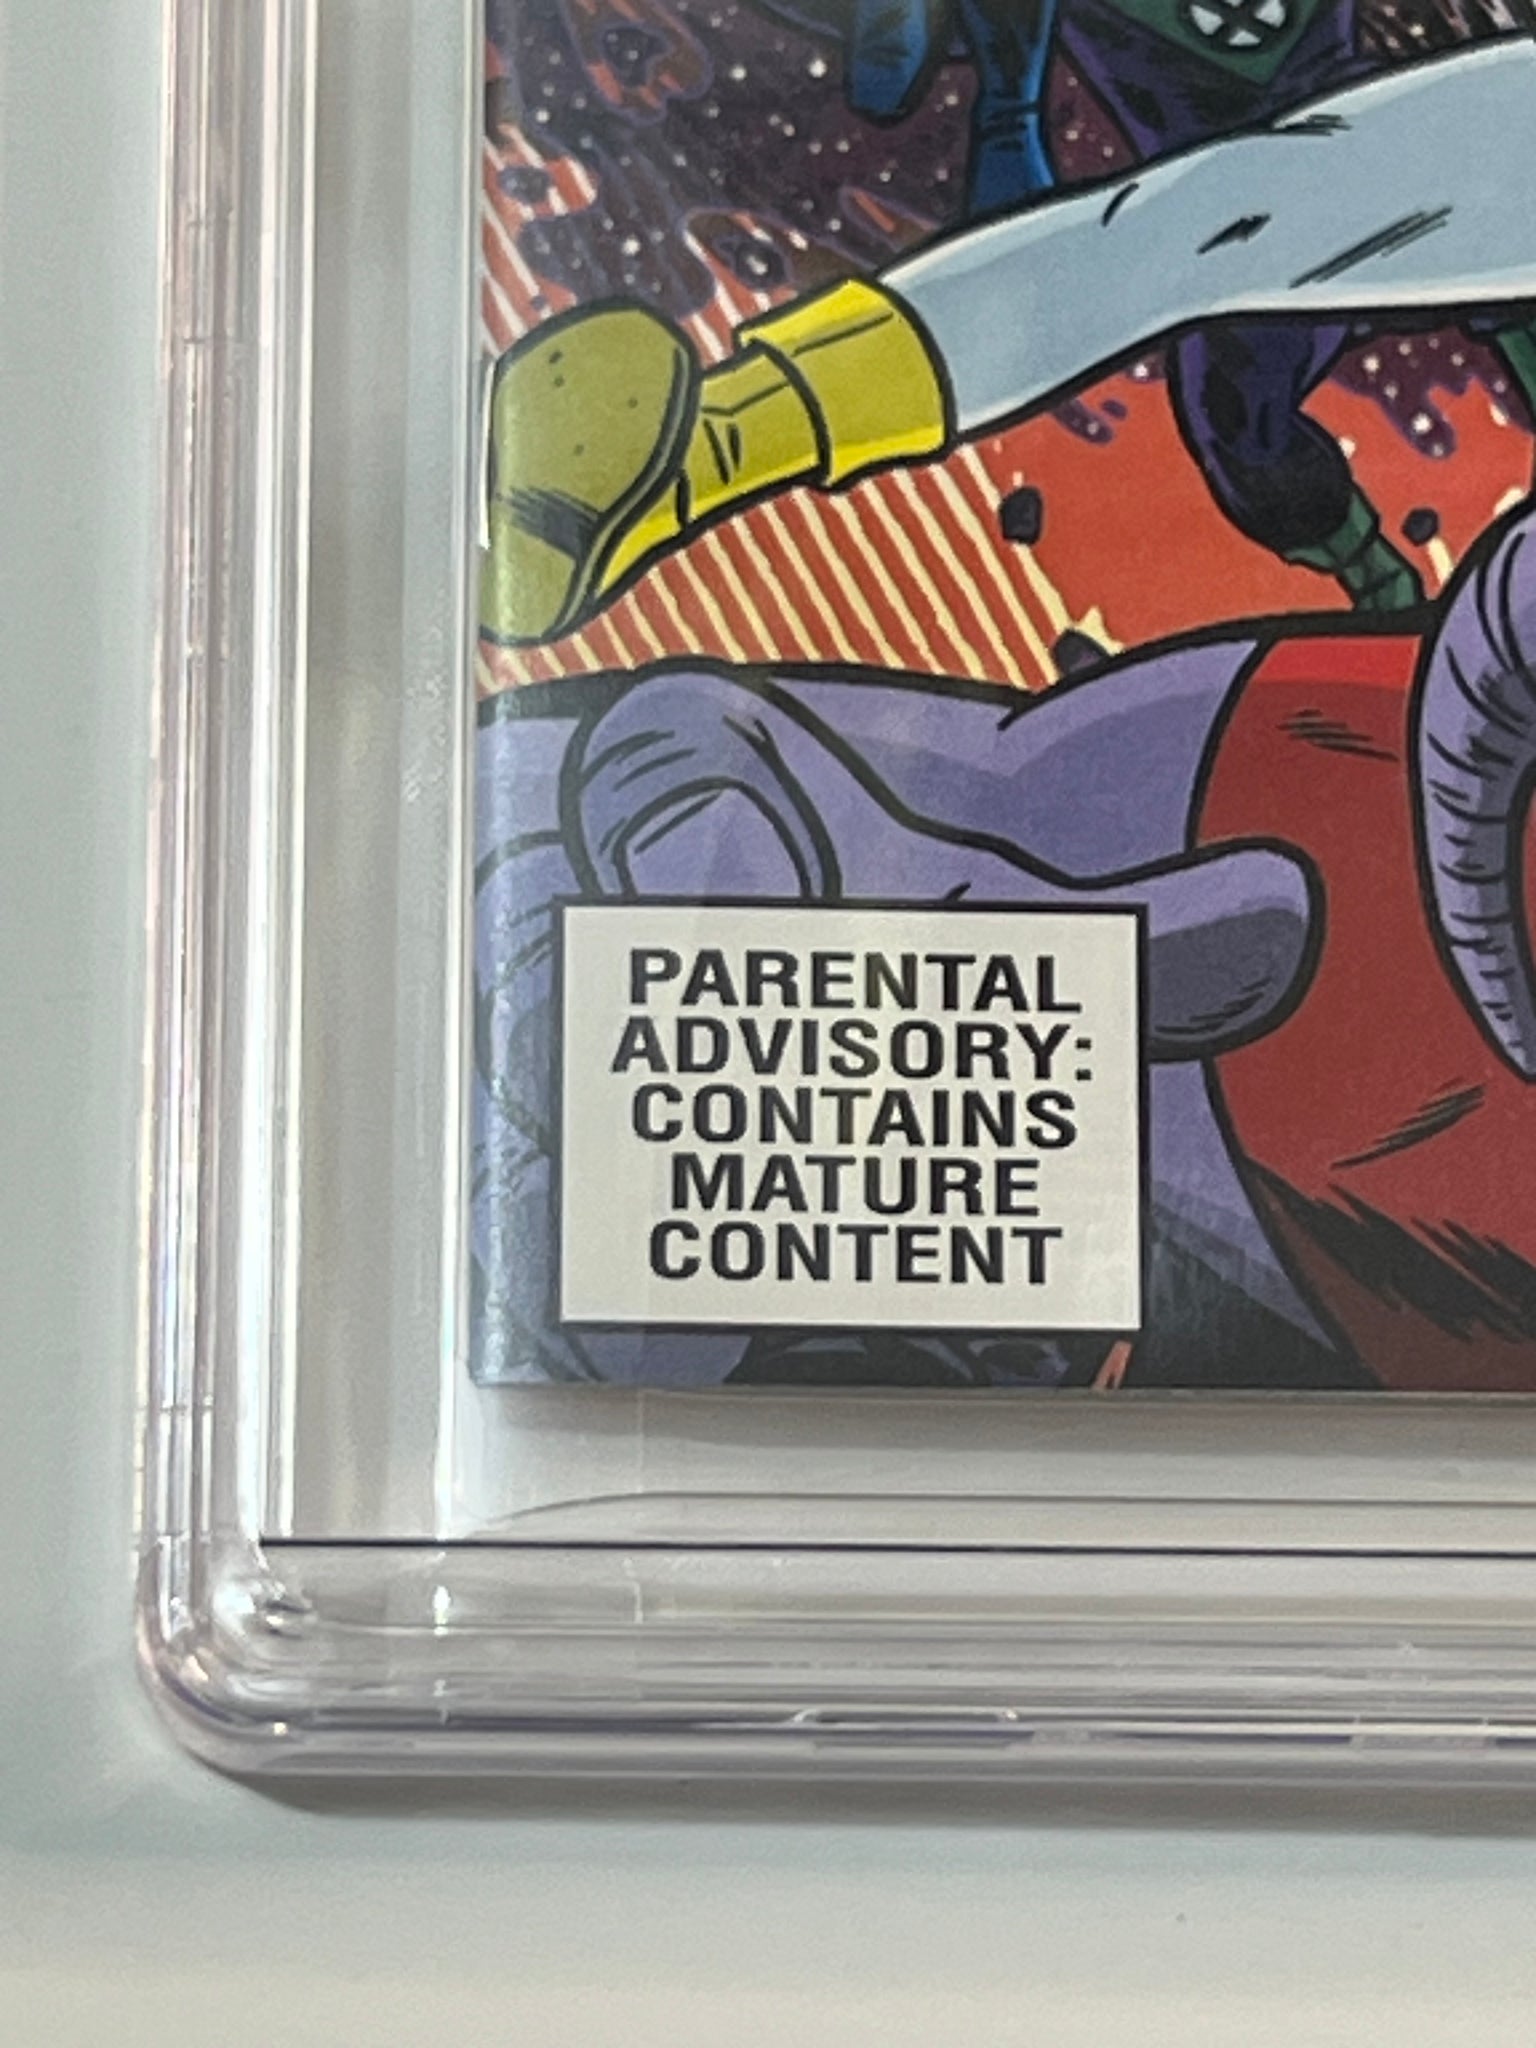 PARENTAL
ADVISORY:
CONTAINS
MATURE
CONTENT